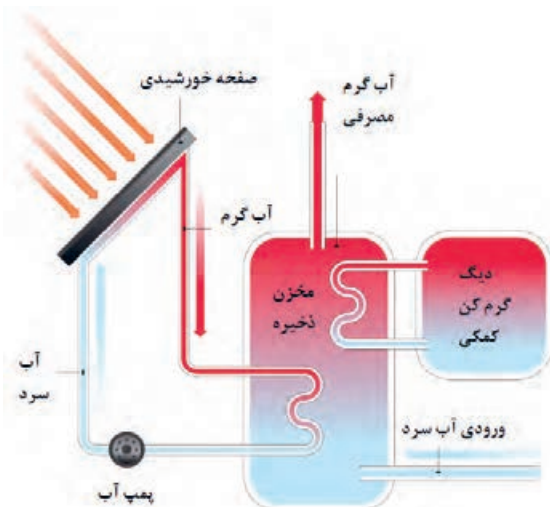 صفحه خورشیدی
آب گرم
مصرفی
آب گرم
مخزن
ذخیره
دیگ
گرم کن
کمکی
آب
سرد
ورودی آب سرد
پمپ آب